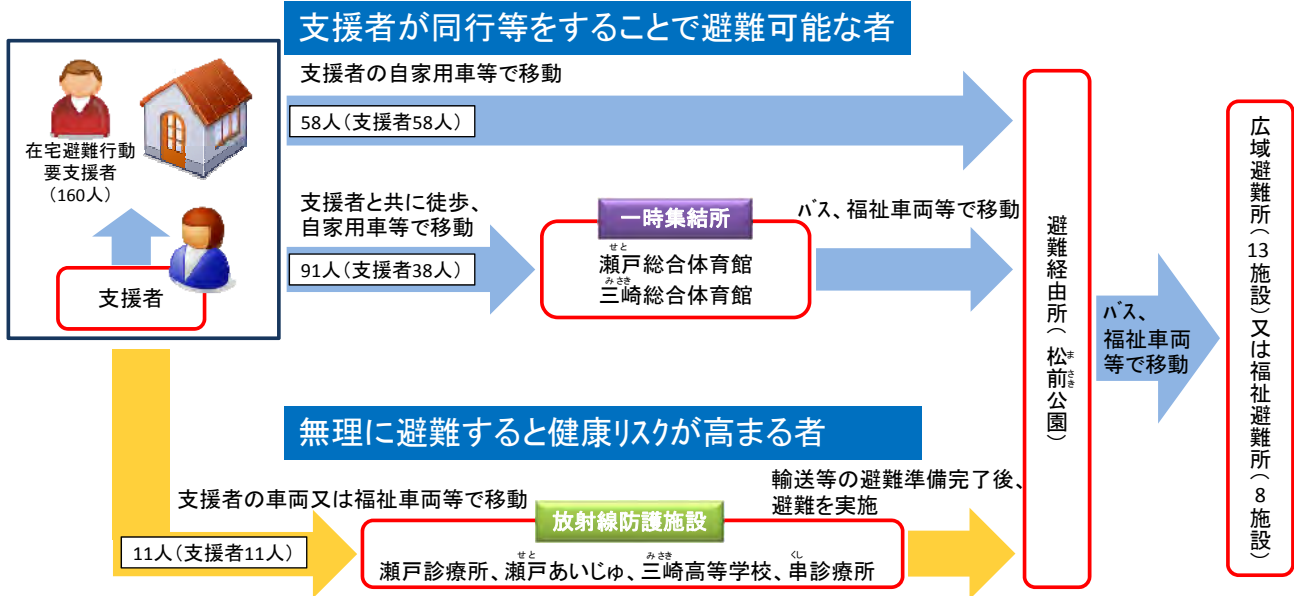 支援者が同行等をすることで避難可能な者
在宅避難行動
要支援者
（160人）
支援者
支援者の自家用車等で移動
58人（支援者58人）
支援者と共に徒歩、
自家用車等で移動
91人（支援者38人）
一時集結所
せと
瀬戸総合体育館
みさき
三崎総合体育館
バス、福祉車両等で移動
無理に避難すると健康リスクが高まる者
支援者の車両又は福祉車両等で移動
11人（支援者11人）
放射線防護施設
せと みさき くし
瀬戸診療所、瀬戸あいじゅ、三崎高等学校、串診療所
輸送等の避難準備完了後、
避難を実施
避難経由所（松前公園）
まさき
バス、
福祉車両
等で移動
広域避難所（13施設）又は福祉避難所（8施設）